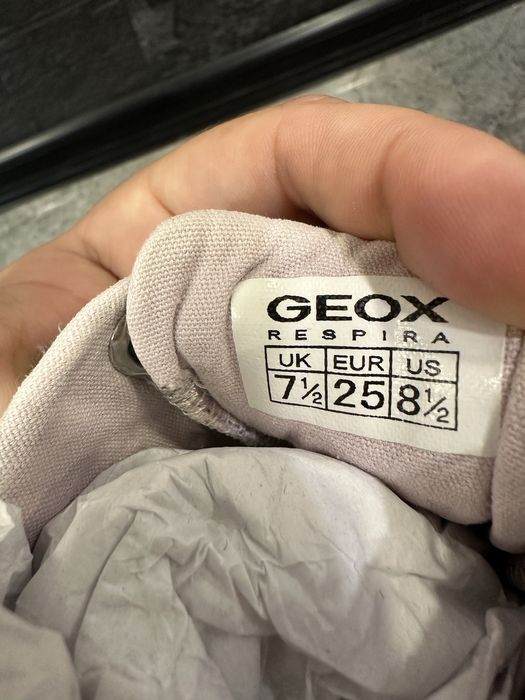 GEOX
RESPIRA
UK EUR US
7½ 25 8½